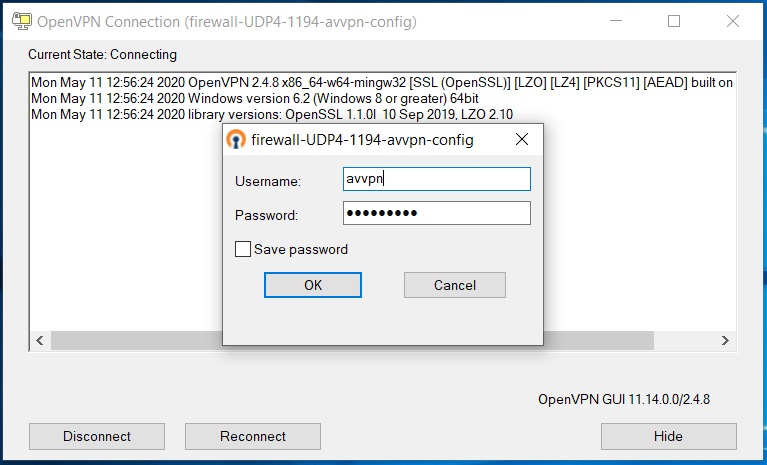 OpenVPN Connection (firewall-UDP4-1194-avvpn-config)
Current State: Connecting
Mon May 11 12:56:24 2020 OpenVPN 2.4.8 x86_64-w64-mingw32 [SSL (OpenSSL)] [LZO] [LZ4] [PKCS11] [AEAD] built on
Mon May 11 12:56:24 2020 Windows version 6.2 (Windows 8 or greater) 64bit
Mon May 11 12:56:24 2020 library versions: OpenSSL 1.1.0l  10 Sep 2019, LZO 2.10
firewall-UDP4-1194-avvpn-config
Username: avvpn
Password: •••••••••
Save password
OK Cancel
OpenVPN GUI 11.14.0.0/2.4.8
Disconnect Reconnect Hide